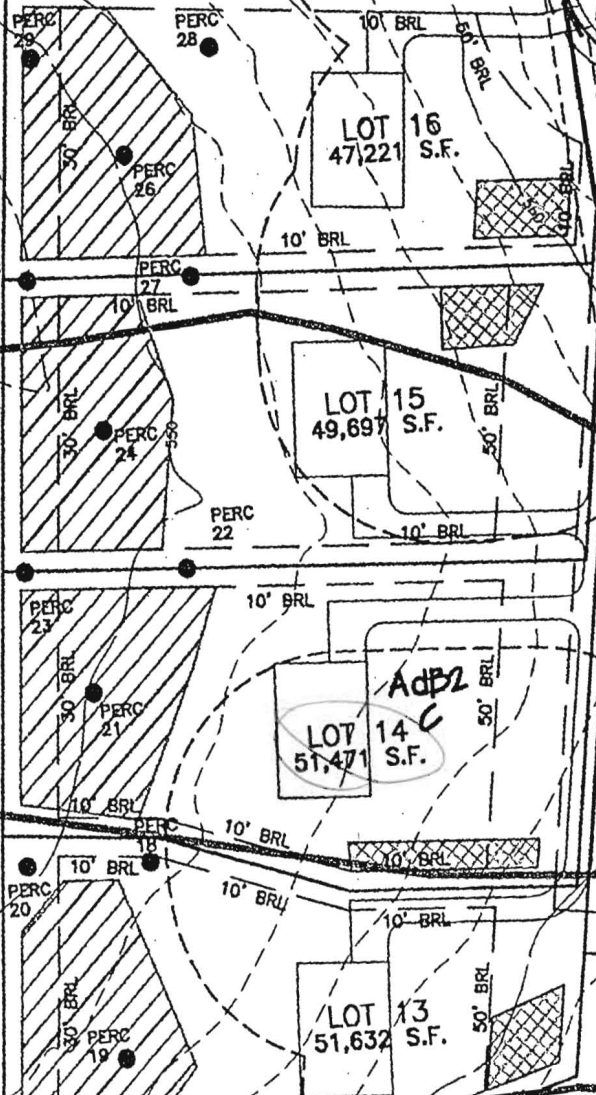 PERC
29
PERC
28
10' BRL
50' BRL
30' BRL
LOT 16
47,221 S.F.
PERC
26
10' BRL
10' BRL
PERC
27
10' BRL
LOT 15
49,697 S.F.
30' BRL
PERC
24
550
50' BRL
PERC
22
10' BRL
10' BRL
PERC
23
30' BRL
PERC
21
AdB2
C
LOT 14
51,471 S.F.
50' BRL
10' BRL
PERC
18
10' BRL
10' BRL
10' BRL
10' BRL
PERC
20
10' BRL
30' BRL
PERC
19
LOT 13
51,632 S.F.
50' BRL